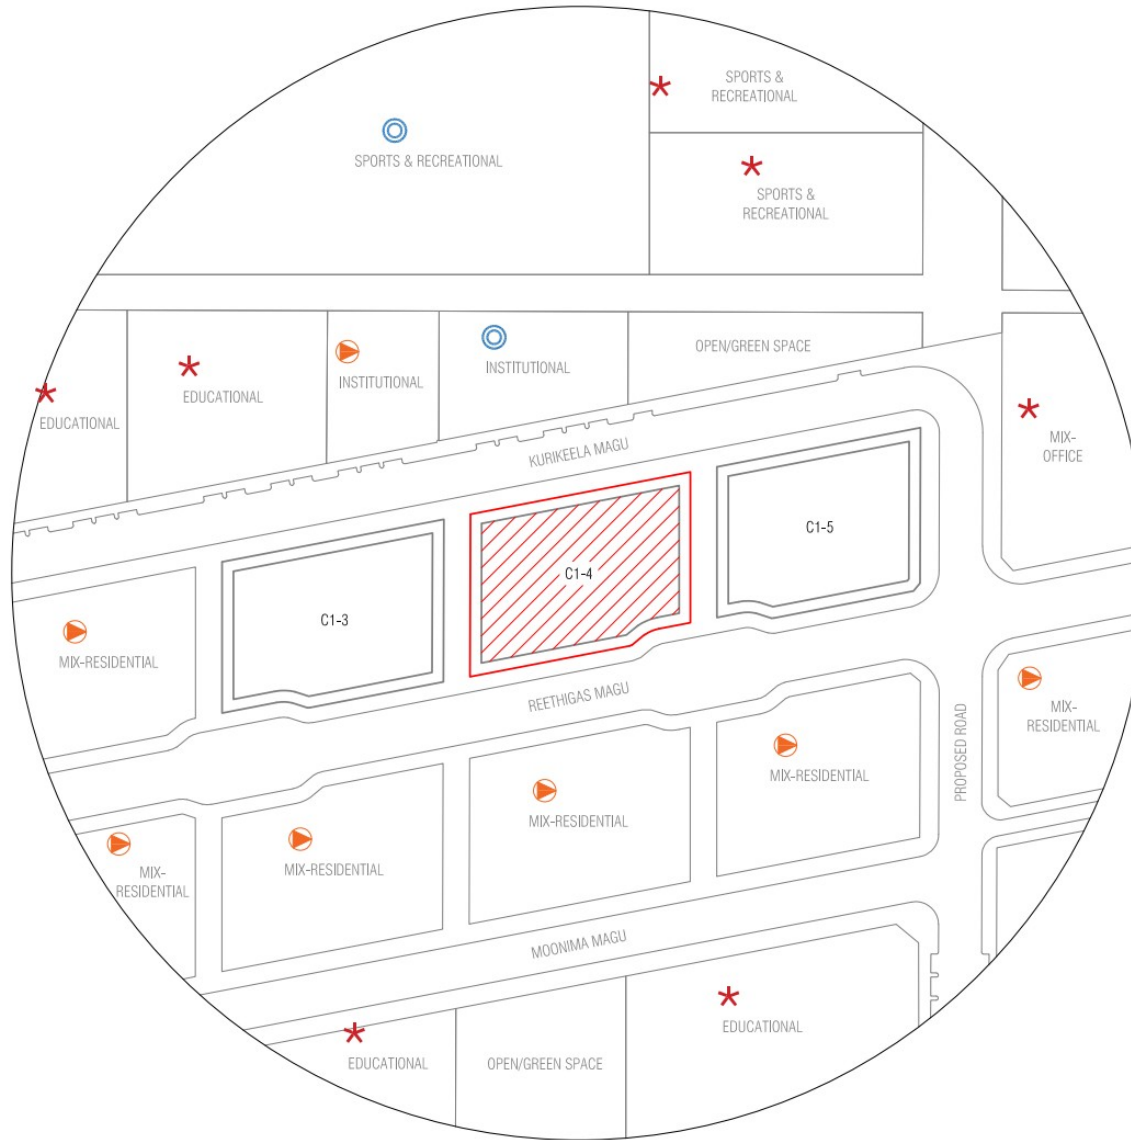 SPORTS &
RECREATIONAL
SPORTS & RECREATIONAL
SPORTS &
RECREATIONAL
OPEN/GREEN SPACE
INSTITUTIONAL
INSTITUTIONAL
EDUCATIONAL
EDUCATIONAL
MIX-
OFFICE
KURIKEELA MAGU
C1-5
C1-4
C1-3
MIX-RESIDENTIAL
REETHIGAS MAGU
MIX-
RESIDENTIAL
PROPOSED ROAD
MIX-RESIDENTIAL
MIX-RESIDENTIAL
MIX-RESIDENTIAL
MIX-
RESIDENTIAL
MOONIMA MAGU
EDUCATIONAL
EDUCATIONAL
OPEN/GREEN SPACE